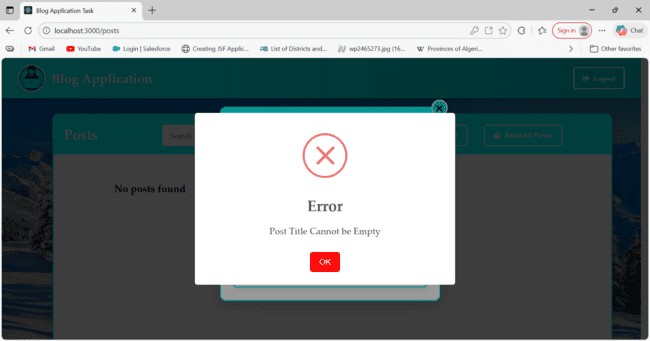 Blog Application Task
localhost:3000/posts
Sign in
Chat
Gmail
YouTube
Login | Salesforce
Creating JSF Applic...
List of Districts and...
wp2465273.jpg (16...
Provinces of Algeri...
Other favorites
Blog Application
Logout
Posts
Search
Read All Posts
No posts found
Error
Post Title Cannot be Empty
OK